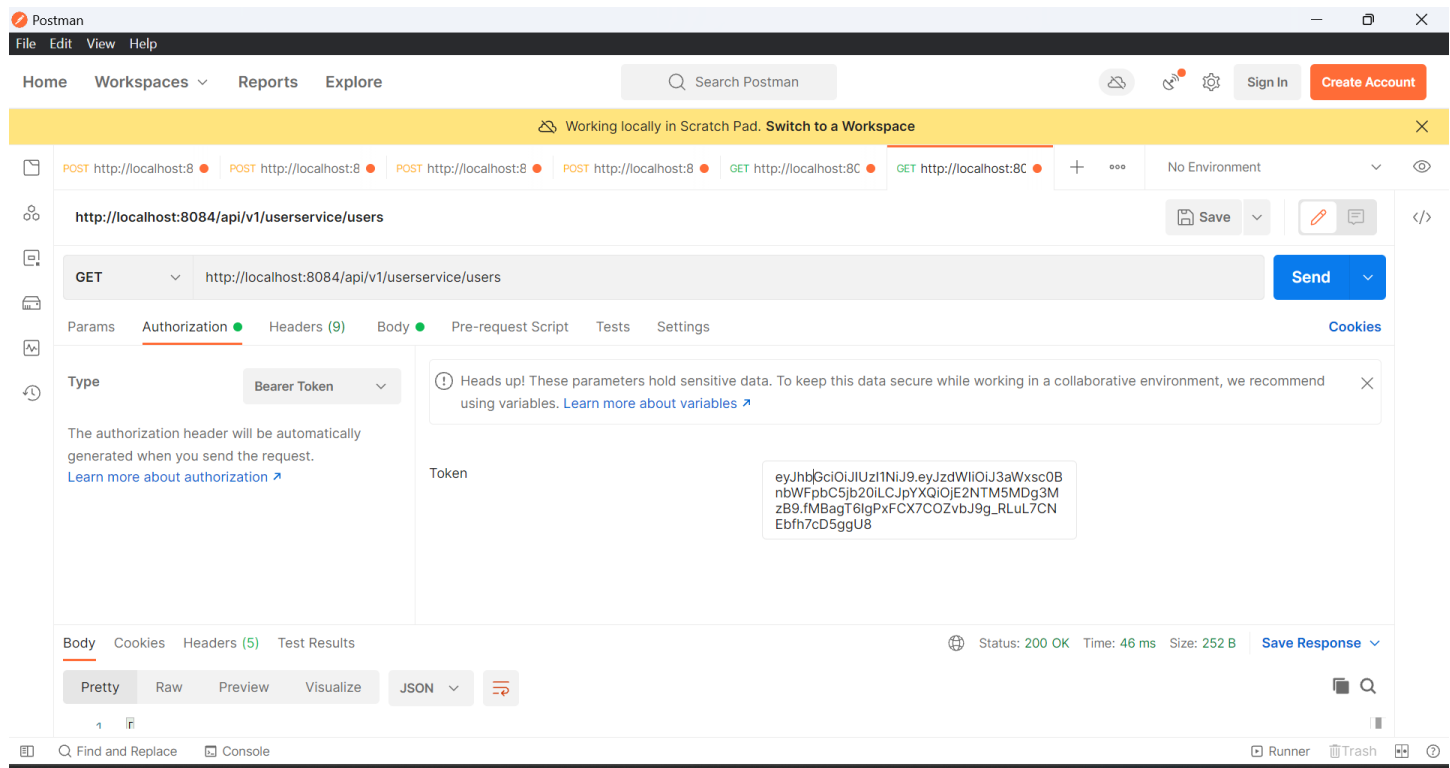 Postman
File Edit View Help
Home Workspaces Reports Explore Search Postman Sign In Create Account
Working locally in Scratch Pad. Switch to a Workspace
POST http://localhost:8 POST http://localhost:8 POST http://localhost:8 POST http://localhost:8 GET http://localhost:80 GET http://localhost:80 No Environment
http://localhost:8084/api/v1/userservice/users Save
GET http://localhost:8084/api/v1/userservice/users Send
Params Authorization Headers (9) Body Pre-request Script Tests Settings Cookies
Type Bearer Token
The authorization header will be automatically
generated when you send the request.
Learn more about authorization
Heads up! These parameters hold sensitive data. To keep this data secure while working in a collaborative environment, we recommend
using variables. Learn more about variables
Token
eyJhbGciOiJIUzI1NiJ9.eyJzdWIiOiJ3aWxsc0B
nbWFpbC5jb20iLCJpYXQiOjE2NTM5MDg3M
zB9.fMBagT6IgPxFCX7COZvbJ9g_RLuL7CN
Ebfh7cD5ggU8
Body Cookies Headers (5) Test Results Status: 200 OK Time: 46 ms Size: 252 B Save Response
Pretty Raw Preview Visualize JSON
1 [
Find and Replace Console Runner Trash